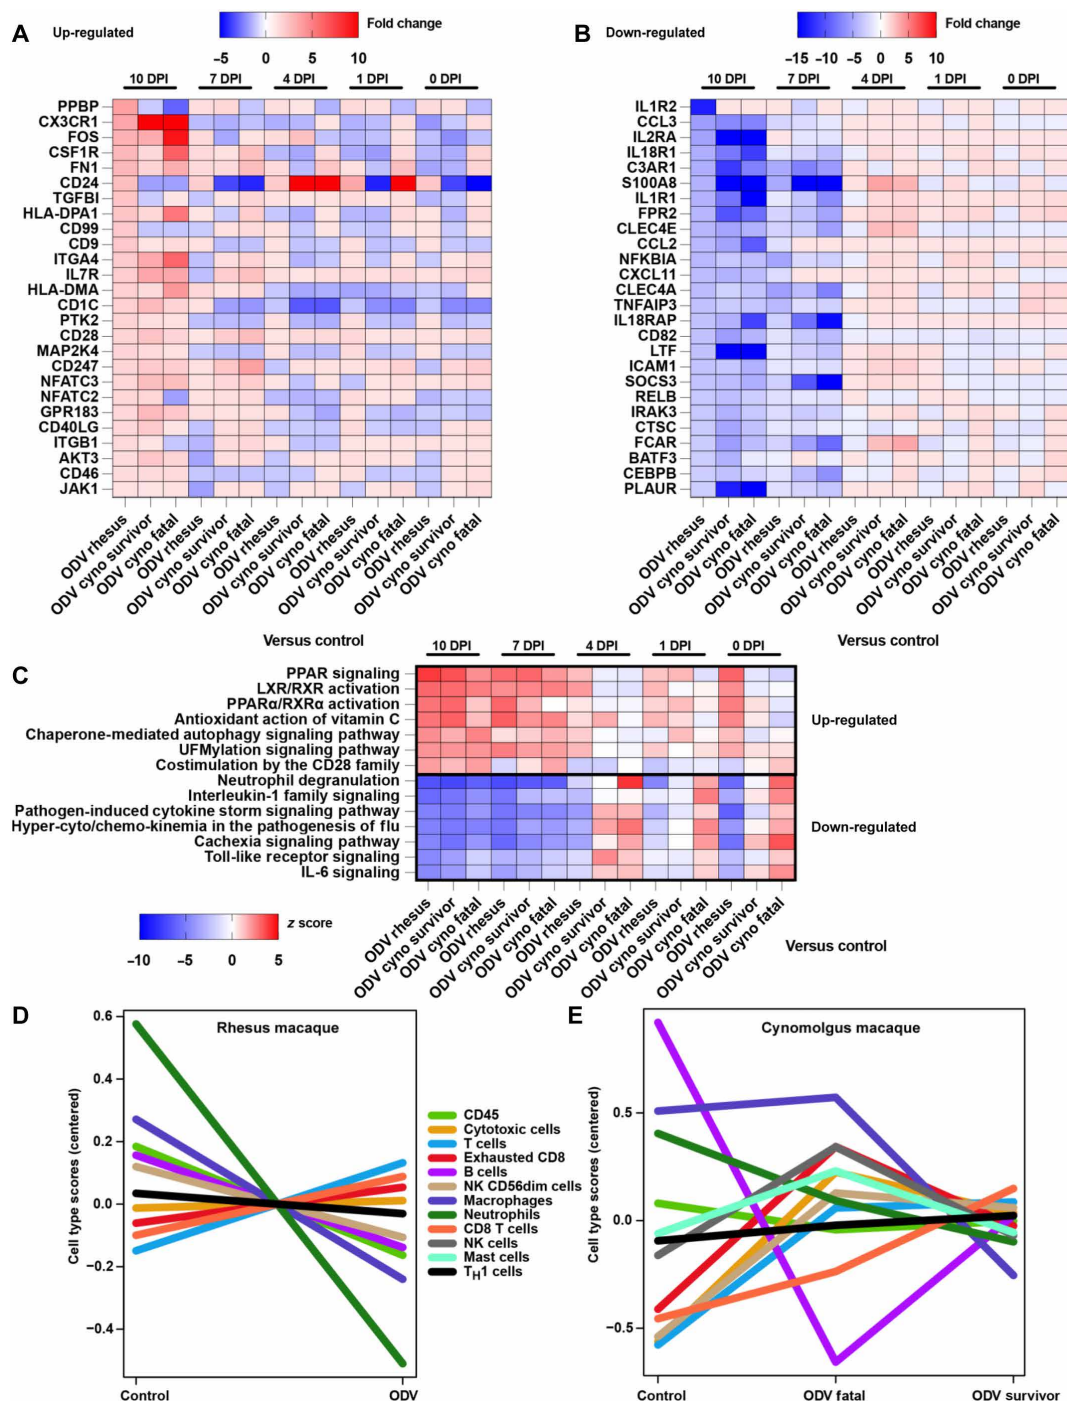 A
Up-regulated
Fold change
−5 0 5 10
10 DPI 7 DPI 4 DPI 1 DPI 0 DPI
PPBP
CX3CR1
FOS
CSF1R
FN1
CD24
TGFBI
HLA-DPA1
CD99
CD9
ITGA4
IL7R
HLA-DMA
CD1C
PTK2
CD28
MAP2K4
CD247
NFATC3
NFATC2
GPR183
CD40LG
ITGB1
AKT3
CD46
JAK1
ODV rhesus
ODV cyno survivor
ODV cyno fatal
ODV rhesus
ODV cyno survivor
ODV cyno fatal
ODV rhesus
ODV cyno survivor
ODV cyno fatal
ODV rhesus
ODV cyno survivor
ODV cyno fatal
ODV rhesus
ODV cyno survivor
ODV cyno fatal
Versus control
B
Down-regulated
Fold change
−15 −10 −5 0 5 10
10 DPI 7 DPI 4 DPI 1 DPI 0 DPI
IL1R2
CCL3
IL2RA
IL18R1
C3AR1
S100A8
IL1R1
FPR2
CLEC4E
CCL2
NFKBIA
CXCL11
CLEC4A
TNFAIP3
IL18RAP
CD82
LTF
ICAM1
SOCS3
RELB
IRAK3
CTSC
FCAR
BATF3
CEBPB
PLAUR
ODV rhesus
ODV cyno survivor
ODV cyno fatal
ODV rhesus
ODV cyno survivor
ODV cyno fatal
ODV rhesus
ODV cyno survivor
ODV cyno fatal
ODV rhesus
ODV cyno survivor
ODV cyno fatal
ODV rhesus
ODV cyno survivor
ODV cyno fatal
Versus control
C
10 DPI 7 DPI 4 DPI 1 DPI 0 DPI
PPAR signaling
LXR/RXR activation
PPARα/RXRα activation
Antioxidant action of vitamin C
Chaperone-mediated autophagy signaling pathway
UFMylation signaling pathway
Costimulation by the CD28 family
Neutrophil degranulation
Interleukin-1 family signaling
Pathogen-induced cytokine storm signaling pathway
Hyper-cyto/chemo-kinemia in the pathogenesis of flu
Cachexia signaling pathway
Toll-like receptor signaling
IL-6 signaling
Up-regulated
Down-regulated
ODV rhesus
ODV cyno survivor
ODV cyno fatal
ODV rhesus
ODV cyno survivor
ODV cyno fatal
ODV rhesus
ODV cyno survivor
ODV cyno fatal
ODV rhesus
ODV cyno survivor
ODV cyno fatal
ODV rhesus
ODV cyno survivor
ODV cyno fatal
z score
−10 −5 0 5
Versus control
D
Rhesus macaque
Cell type scores (centered)
0.6
0.4
0.2
0.0
−0.2
−0.4
Control ODV
CD45
Cytotoxic cells
T cells
Exhausted CD8
B cells
NK CD56dim cells
Macrophages
Neutrophils
CD8 T cells
NK cells
Mast cells
TH1 cells
E
Cynomolgus macaque
Cell type scores (centered)
0.5
0.0
−0.5
Control ODV fatal ODV survivor